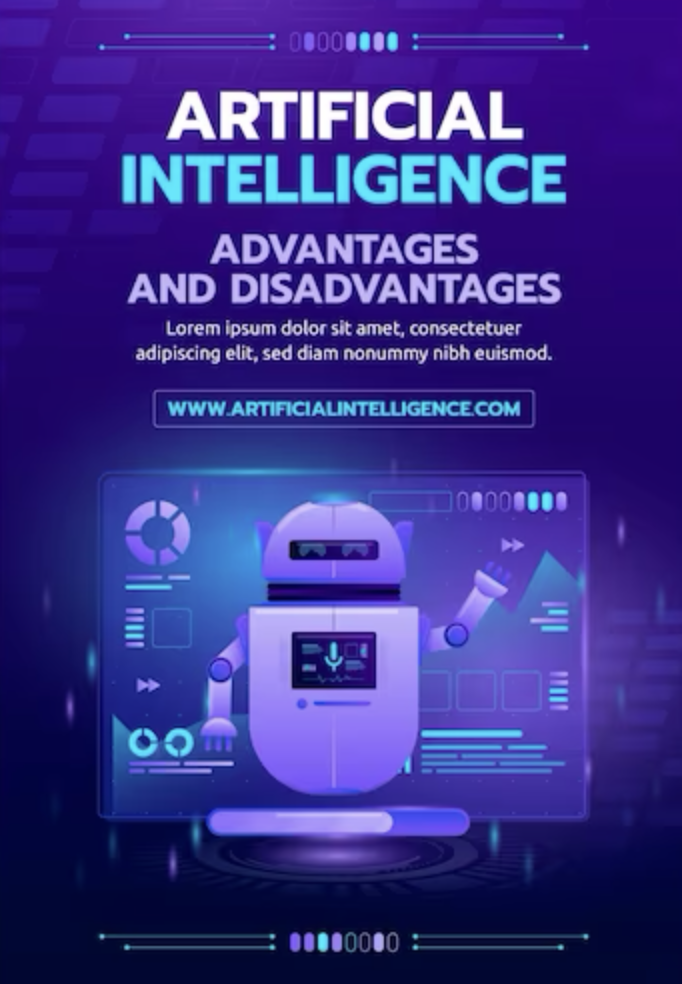 ARTIFICIAL
INTELLIGENCE
ADVANTAGES
AND DISADVANTAGES
Lorem ipsum dolor sit amet, consectetuer
adipiscing elit, sed diam nonummy nibh euismod.
WWW.ARTIFICIALINTELLIGENCE.COM